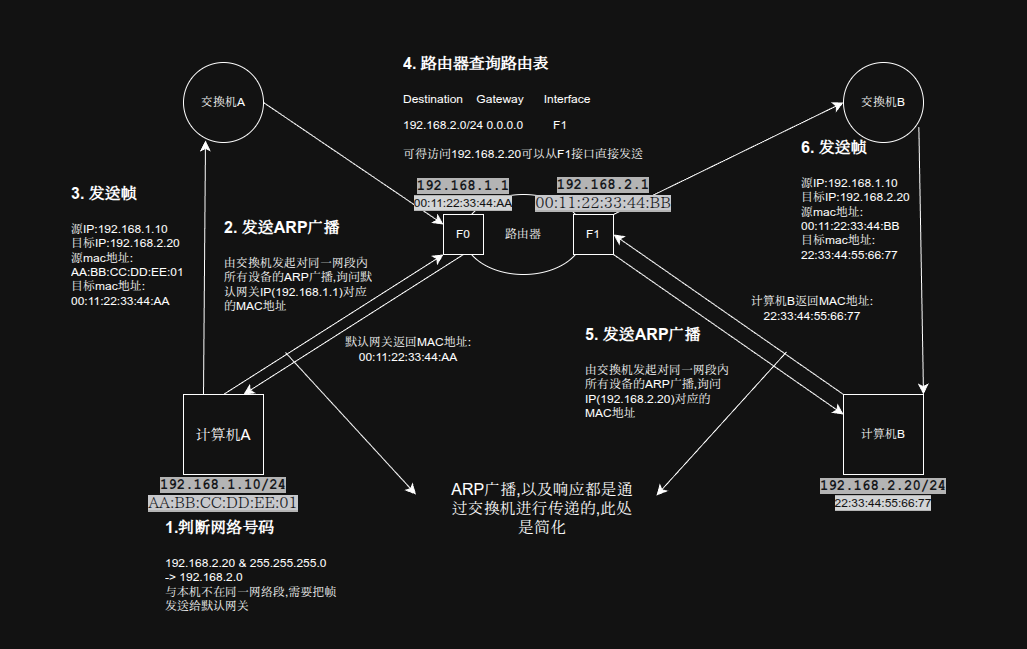 4. 路由器查询路由表
Destination Gateway Interface
192.168.2.0/24 0.0.0.0 F1
可得访问192.168.2.20可以从F1接口直接发送
交換机A
交換机B
3. 发送帧
源IP:192.168.1.10
目标IP:192.168.2.20
源mac地址:
AA:BB:CC:DD:EE:01
目标mac地址:
00:11:22:33:44:AA
2. 发送ARP广播
由交换机发起对同一网段内
所有设备的ARP广播,询问默
认网关IP(192.168.1.1)对应
的MAC地址
192.168.1.1
00:11:22:33:44:AA
192.168.2.1
00:11:22:33:44:BB
F0
路由器
F1
6. 发送帧
源IP:192.168.1.10
目标IP:192.168.2.20
源mac地址:
00:11:22:33:44:BB
目标mac地址:
22:33:44:55:66:77
默认网关返回MAC地址:
00:11:22:33:44:AA
计算机B返回MAC地址:
22:33:44:55:66:77
5. 发送ARP广播
由交换机发起对同一网段内
所有设备的ARP广播,询问
IP(192.168.2.20)对应的
MAC地址
计算机A
192.168.1.10/24
AA:BB:CC:DD:EE:01
计算机B
192.168.2.20/24
22:33:44:55:66:77
1.判断网络号码
192.168.2.20 & 255.255.255.0
-> 192.168.2.0
与本机不在同一网络段,需要把帧
发送给默认网关
ARP广播,以及响应都是通
过交换机进行传递的,此处
是简化